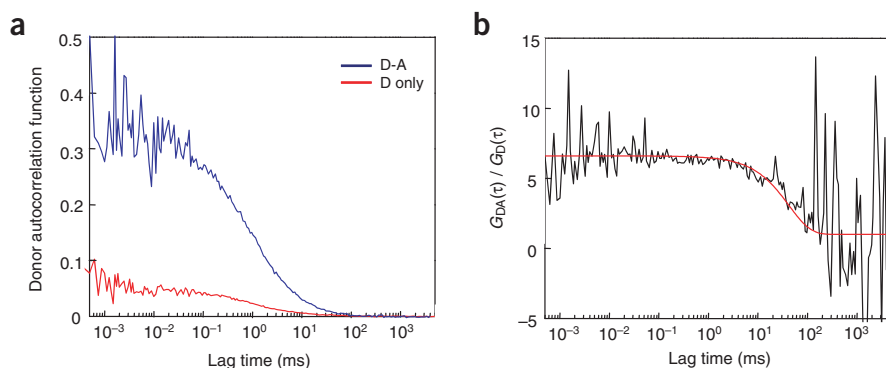 a
Donor autocorrelation function
0.5
0.4
0.3
0.2
0.1
0
D-A
D only
10⁻³ 10⁻² 10⁻¹ 10⁰ 10¹ 10² 10³
Lag time (ms)
b
G_DA(τ) / G_D(τ)
15
10
5
0
−5
10⁻³ 10⁻² 10⁻¹ 10⁰ 10¹ 10² 10³
Lag time (ms)